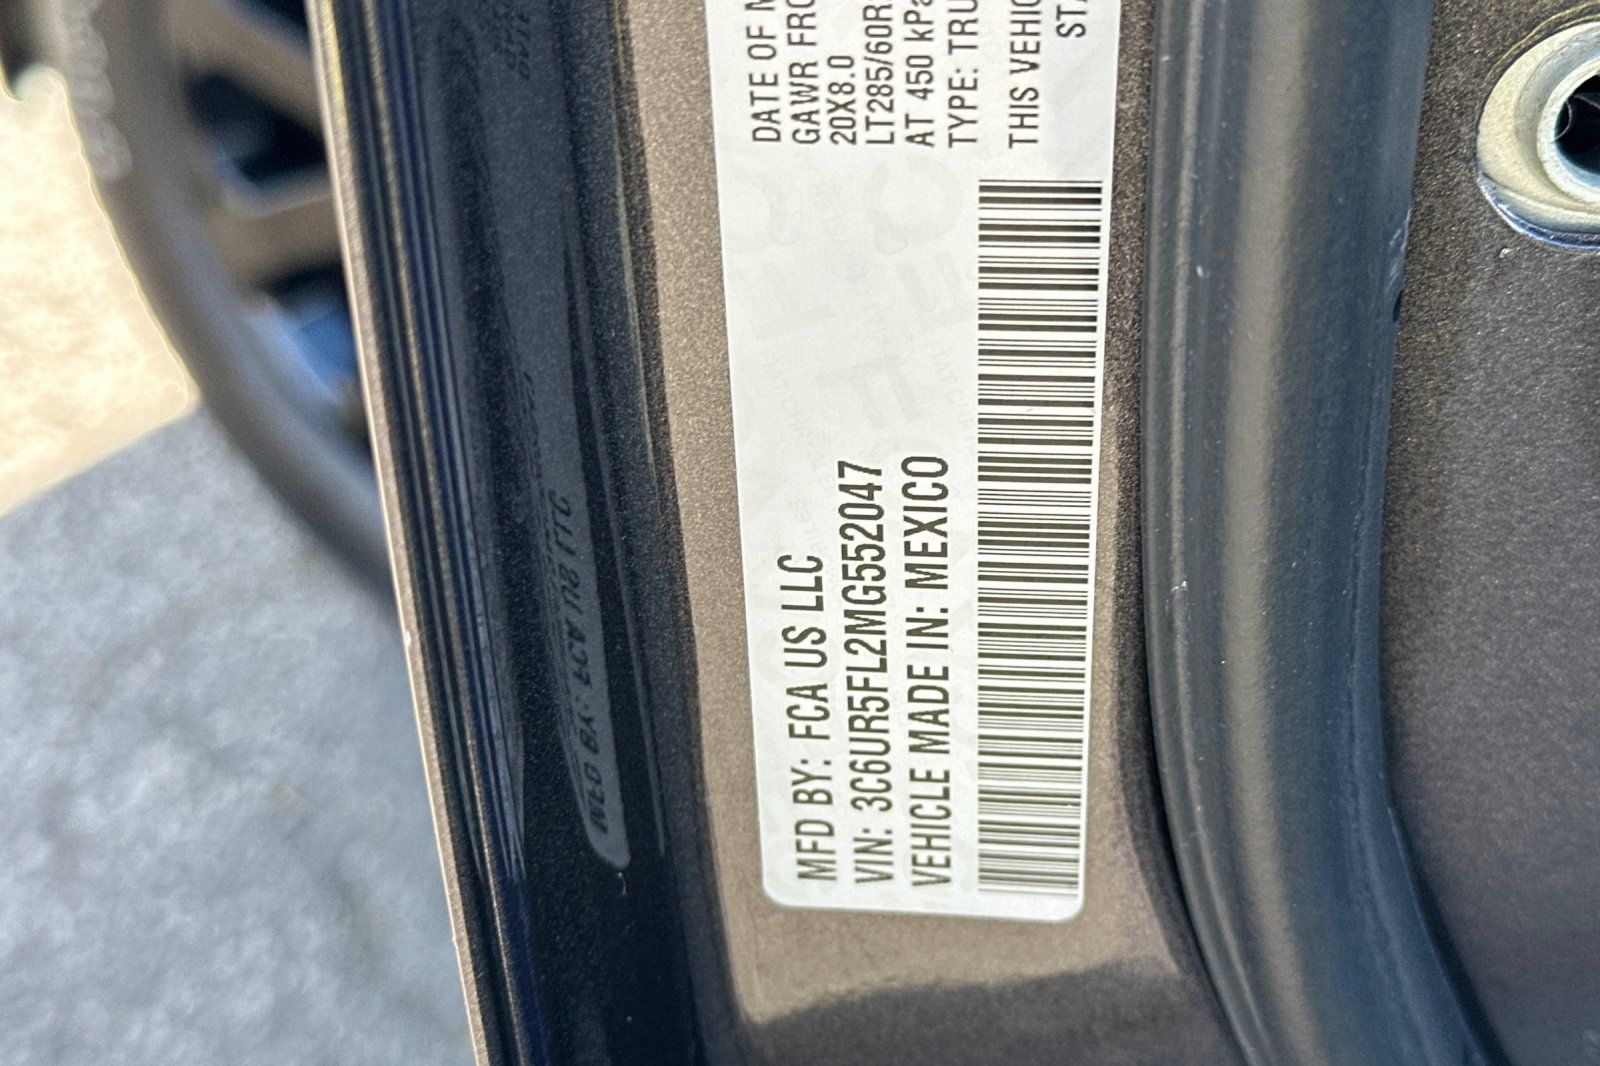 MFD BY: FCA US LLC
VIN: 3C6UR5FL2MG552047
VEHICLE MADE IN: MEXICO
DATE OF M
GAWR FRO
20X8.0
LT285/60R
AT 450 kPa
TYPE: TRU
THIS VEHIC
ST